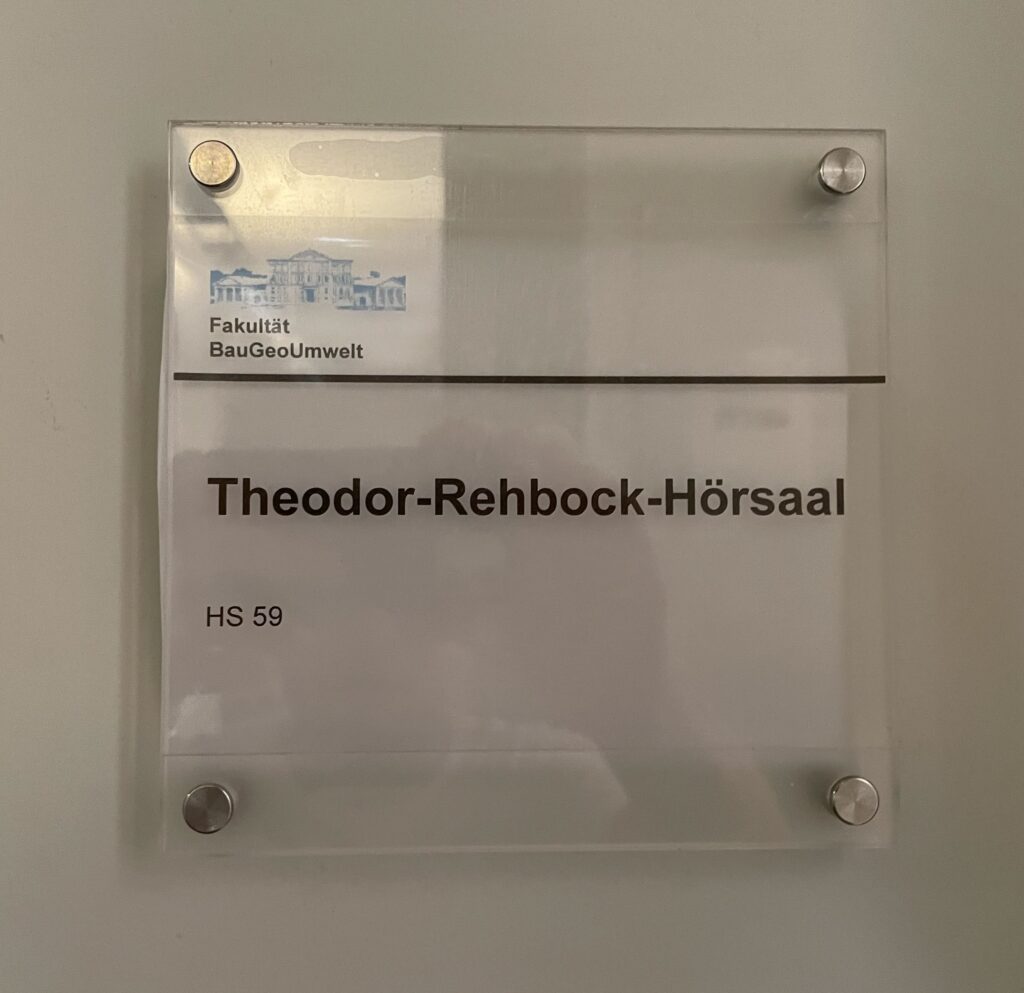 Fakultät
BauGeoUmwelt
Theodor-Rehbock-Hörsaal
HS 59